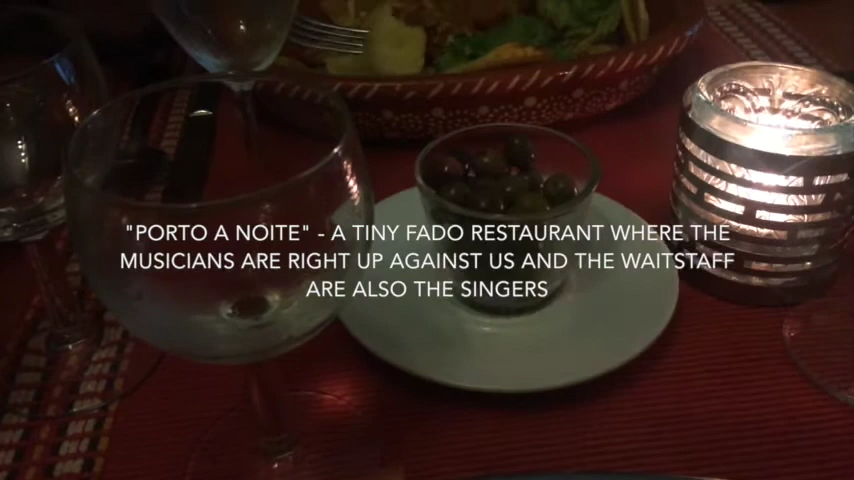 "PORTO A NOITE" - A TINY FADO RESTAURANT WHERE THE
MUSICIANS ARE RIGHT UP AGAINST US AND THE WAITSTAFF
ARE ALSO THE SINGERS